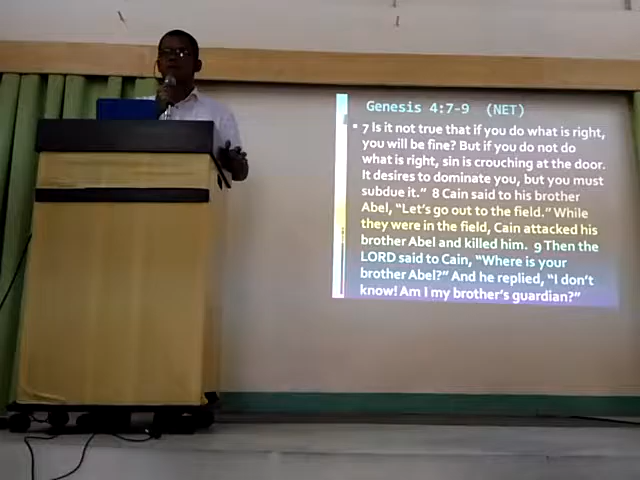 Genesis 4:7-9 (NET)
7 Is it not true that if you do what is right,
you will be fine? But if you do not do
what is right, sin is crouching at the door.
It desires to dominate you, but you must
subdue it." 8 Cain said to his brother
Abel, "Let's go out to the field." While
they were in the field, Cain attacked his
brother Abel and killed him. 9 Then the
LORD said to Cain, "Where is your
brother Abel?" And he replied, "I don't
know! Am I my brother's guardian?"